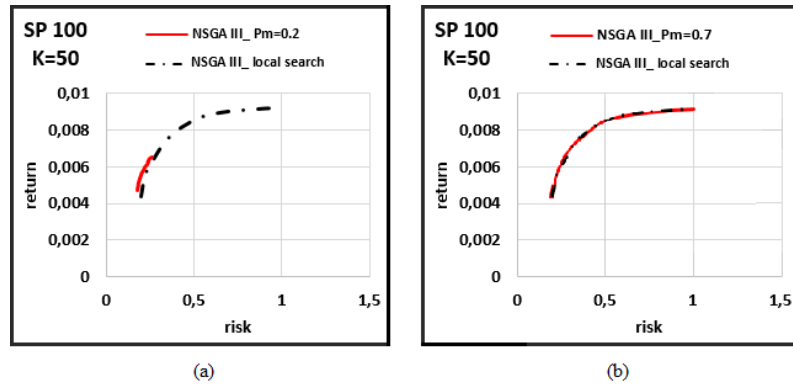 SP 100
K=50
NSGA III_ Pm=0.2
NSGA III_ local search
0,01
0,008
0,006
0,004
0,002
0
return
0
0,5
1
1,5
risk
(a)
SP 100
K=50
NSGA III_Pm=0.7
NSGA III_ local search
0,01
0,008
0,006
0,004
0,002
0
return
0
0,5
1
1,5
risk
(b)